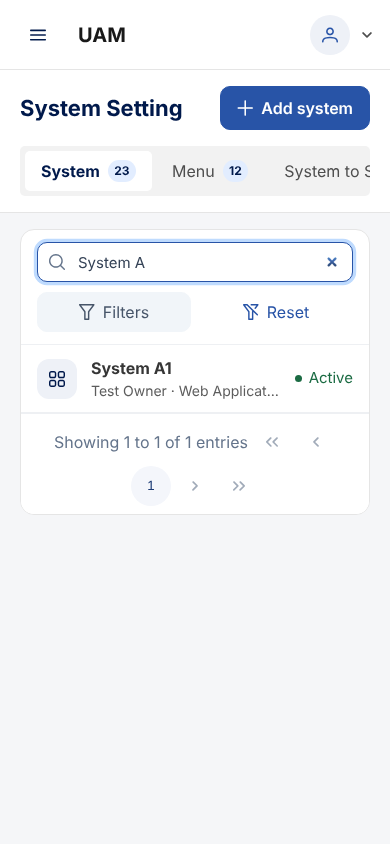 UAM
System Setting
Add system
System 23
Menu 12
System to S
System A
Filters
Reset
System A1
Test Owner · Web Applicat...
Active
Showing 1 to 1 of 1 entries
1